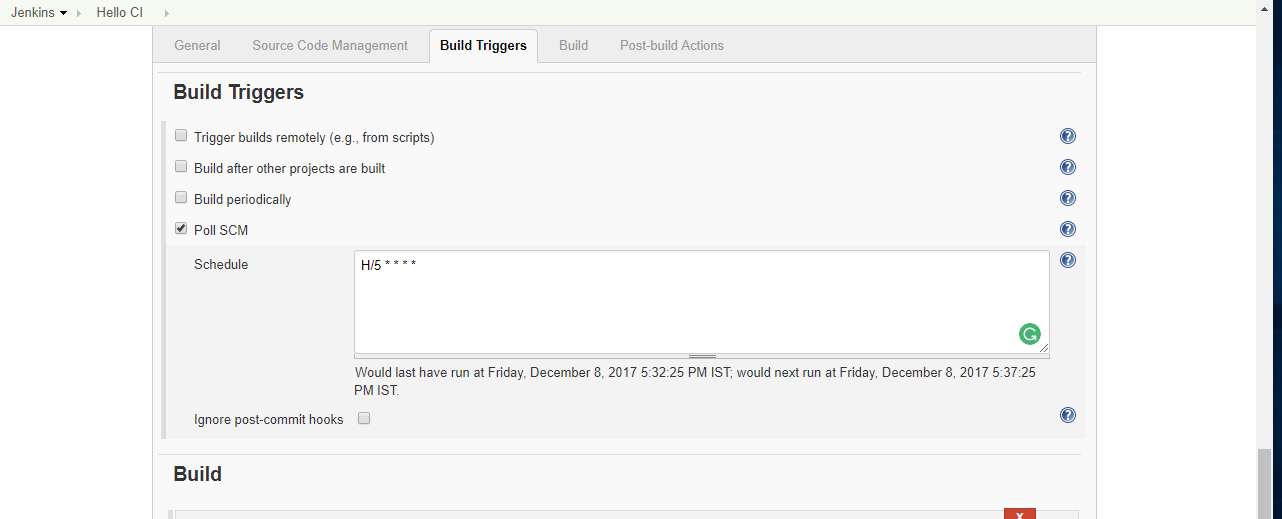 Jenkins Hello CI
General Source Code Management Build Triggers Build Post-build Actions
Build Triggers
Trigger builds remotely (e.g., from scripts)
Build after other projects are built
Build periodically
Poll SCM
Schedule
H/5 * * * *
Would last have run at Friday, December 8, 2017 5:32:25 PM IST; would next run at Friday, December 8, 2017 5:37:25
PM IST.
Ignore post-commit hooks
Build
X